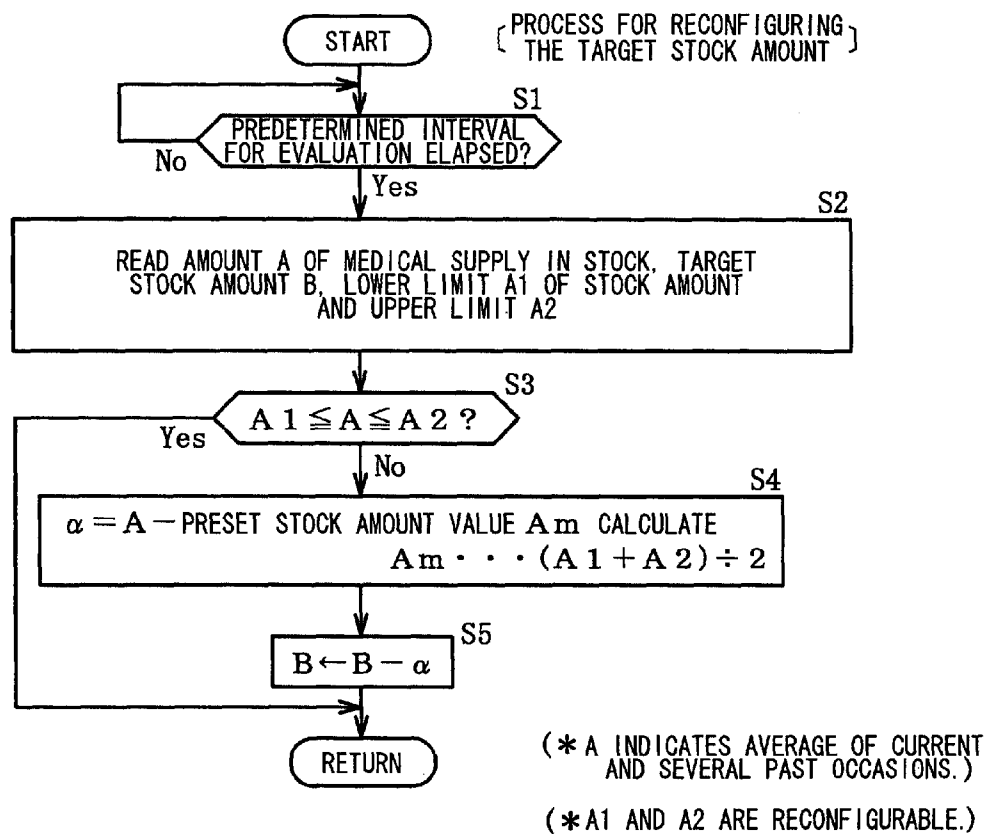 START
[PROCESS FOR RECONFIGURING
THE TARGET STOCK AMOUNT]
S1
PREDETERMINED INTERVAL
FOR EVALUATION ELAPSED?
No
Yes
S2
READ AMOUNT A OF MEDICAL SUPPLY IN STOCK, TARGET
STOCK AMOUNT B, LOWER LIMIT A1 OF STOCK AMOUNT
AND UPPER LIMIT A2
S3
A1≦A≦A2?
Yes
No
S4
α=A－PRESET STOCK AMOUNT VALUE Am CALCULATE
Am・・・(A1+A2)÷2
S5
B←B－α
RETURN
(*A INDICATES AVERAGE OF CURRENT
AND SEVERAL PAST OCCASIONS.)
(*A1 AND A2 ARE RECONFIGURABLE.)